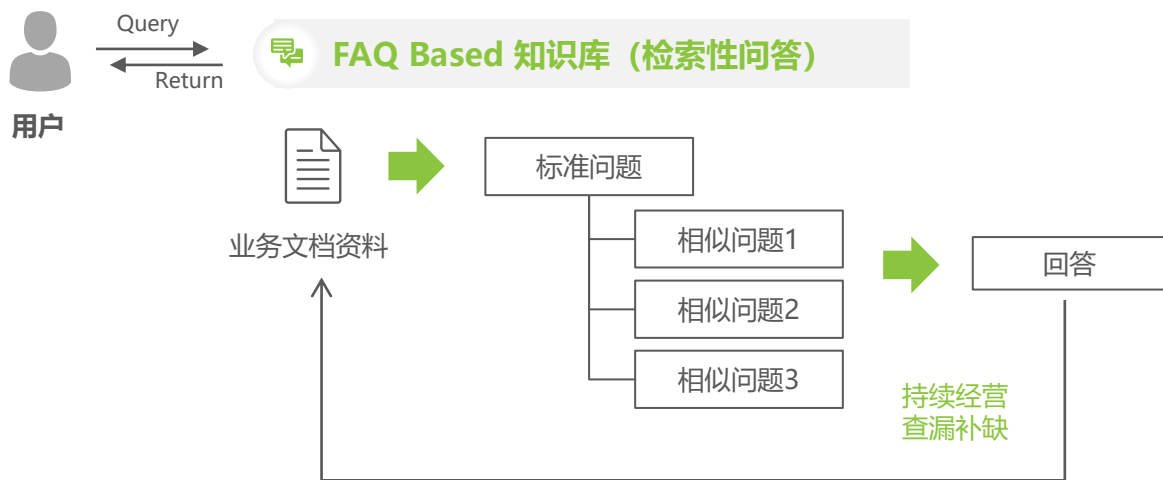 Query
Return
用户
FAQ Based 知识库（检索性问答）
业务文档资料
标准问题
相似问题1
相似问题2
相似问题3
回答
持续经营
查漏补缺